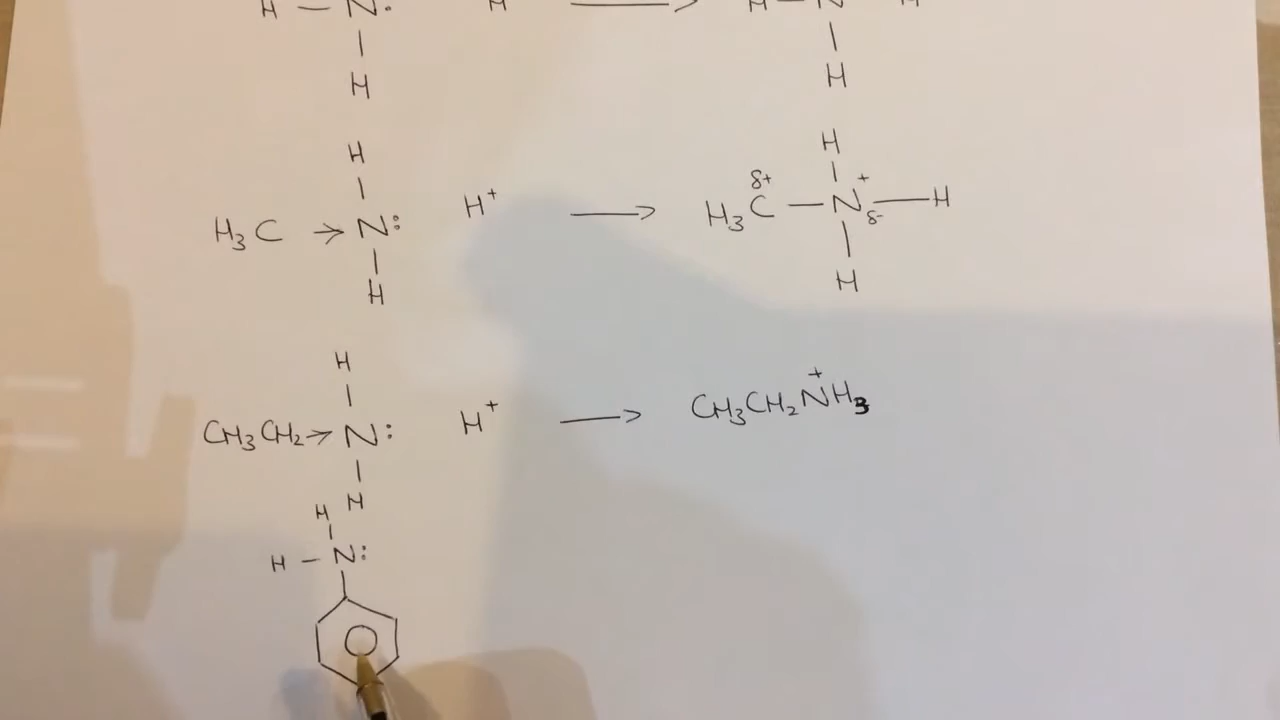 H — N: H → H — N H
| |
H H
H H
| δ+ | +
H₃C → N: H⁺ → H₃C — N — H
| | δ-
H H
H
|
CH₃CH₂ → N: H⁺ → CH₃CH₂N⁺H₃
|
H
H
|
H — N:
|